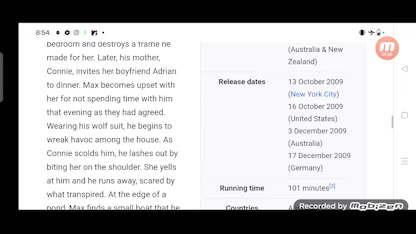 8:54
bedroom and destroys a frame he
made for her. Later, his mother,
Connie, invites her boyfriend Adrian
to dinner. Max becomes upset with
her for not spending time with him
that evening as they had agreed.
Wearing his wolf suit, he begins to
wreak havoc among the house. As
Connie scolds him, he lashes out by
biting her on the shoulder. She yells
at him and he runs away, scared by
what transpired. At the edge of a
pond, Max finds a small boat that he
(Australia & New
Zealand)
Release dates
13 October 2009
(New York City)
16 October 2009
(United States)
3 December 2009
(Australia)
17 December 2009
(Germany)
Running time
101 minutes[3]
Countries
Recorded by Mobizen